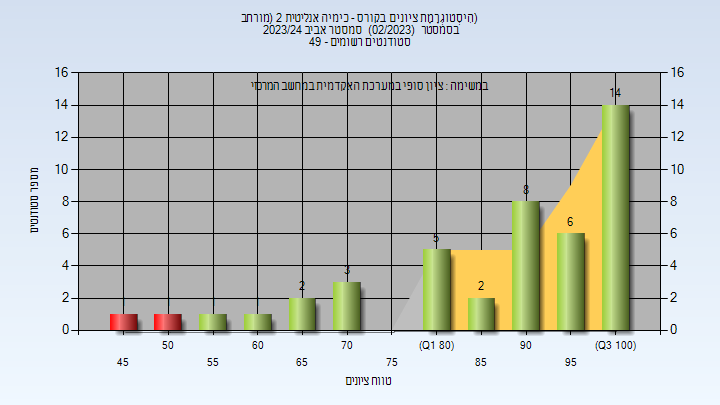 (היסטוגרמת ציונים בקורס - כימיה אנליטית 2 (מורחב
בסמסטר (02/2023) סמסטר אביב 2023/24
סטודנטים רשומים - 49
במשימה : ציון סופי במערכת האקדמית במחשב המרכזי
מספר סטודנטים
16 16
14 14
12 12
10 10
8 8
6 6
4 4
2 2
0 0
2 3 5 2 8 6 14
50 60 70 (Q1 80) 90 (Q3 100)
45 55 65 75 85 95
טווח ציונים